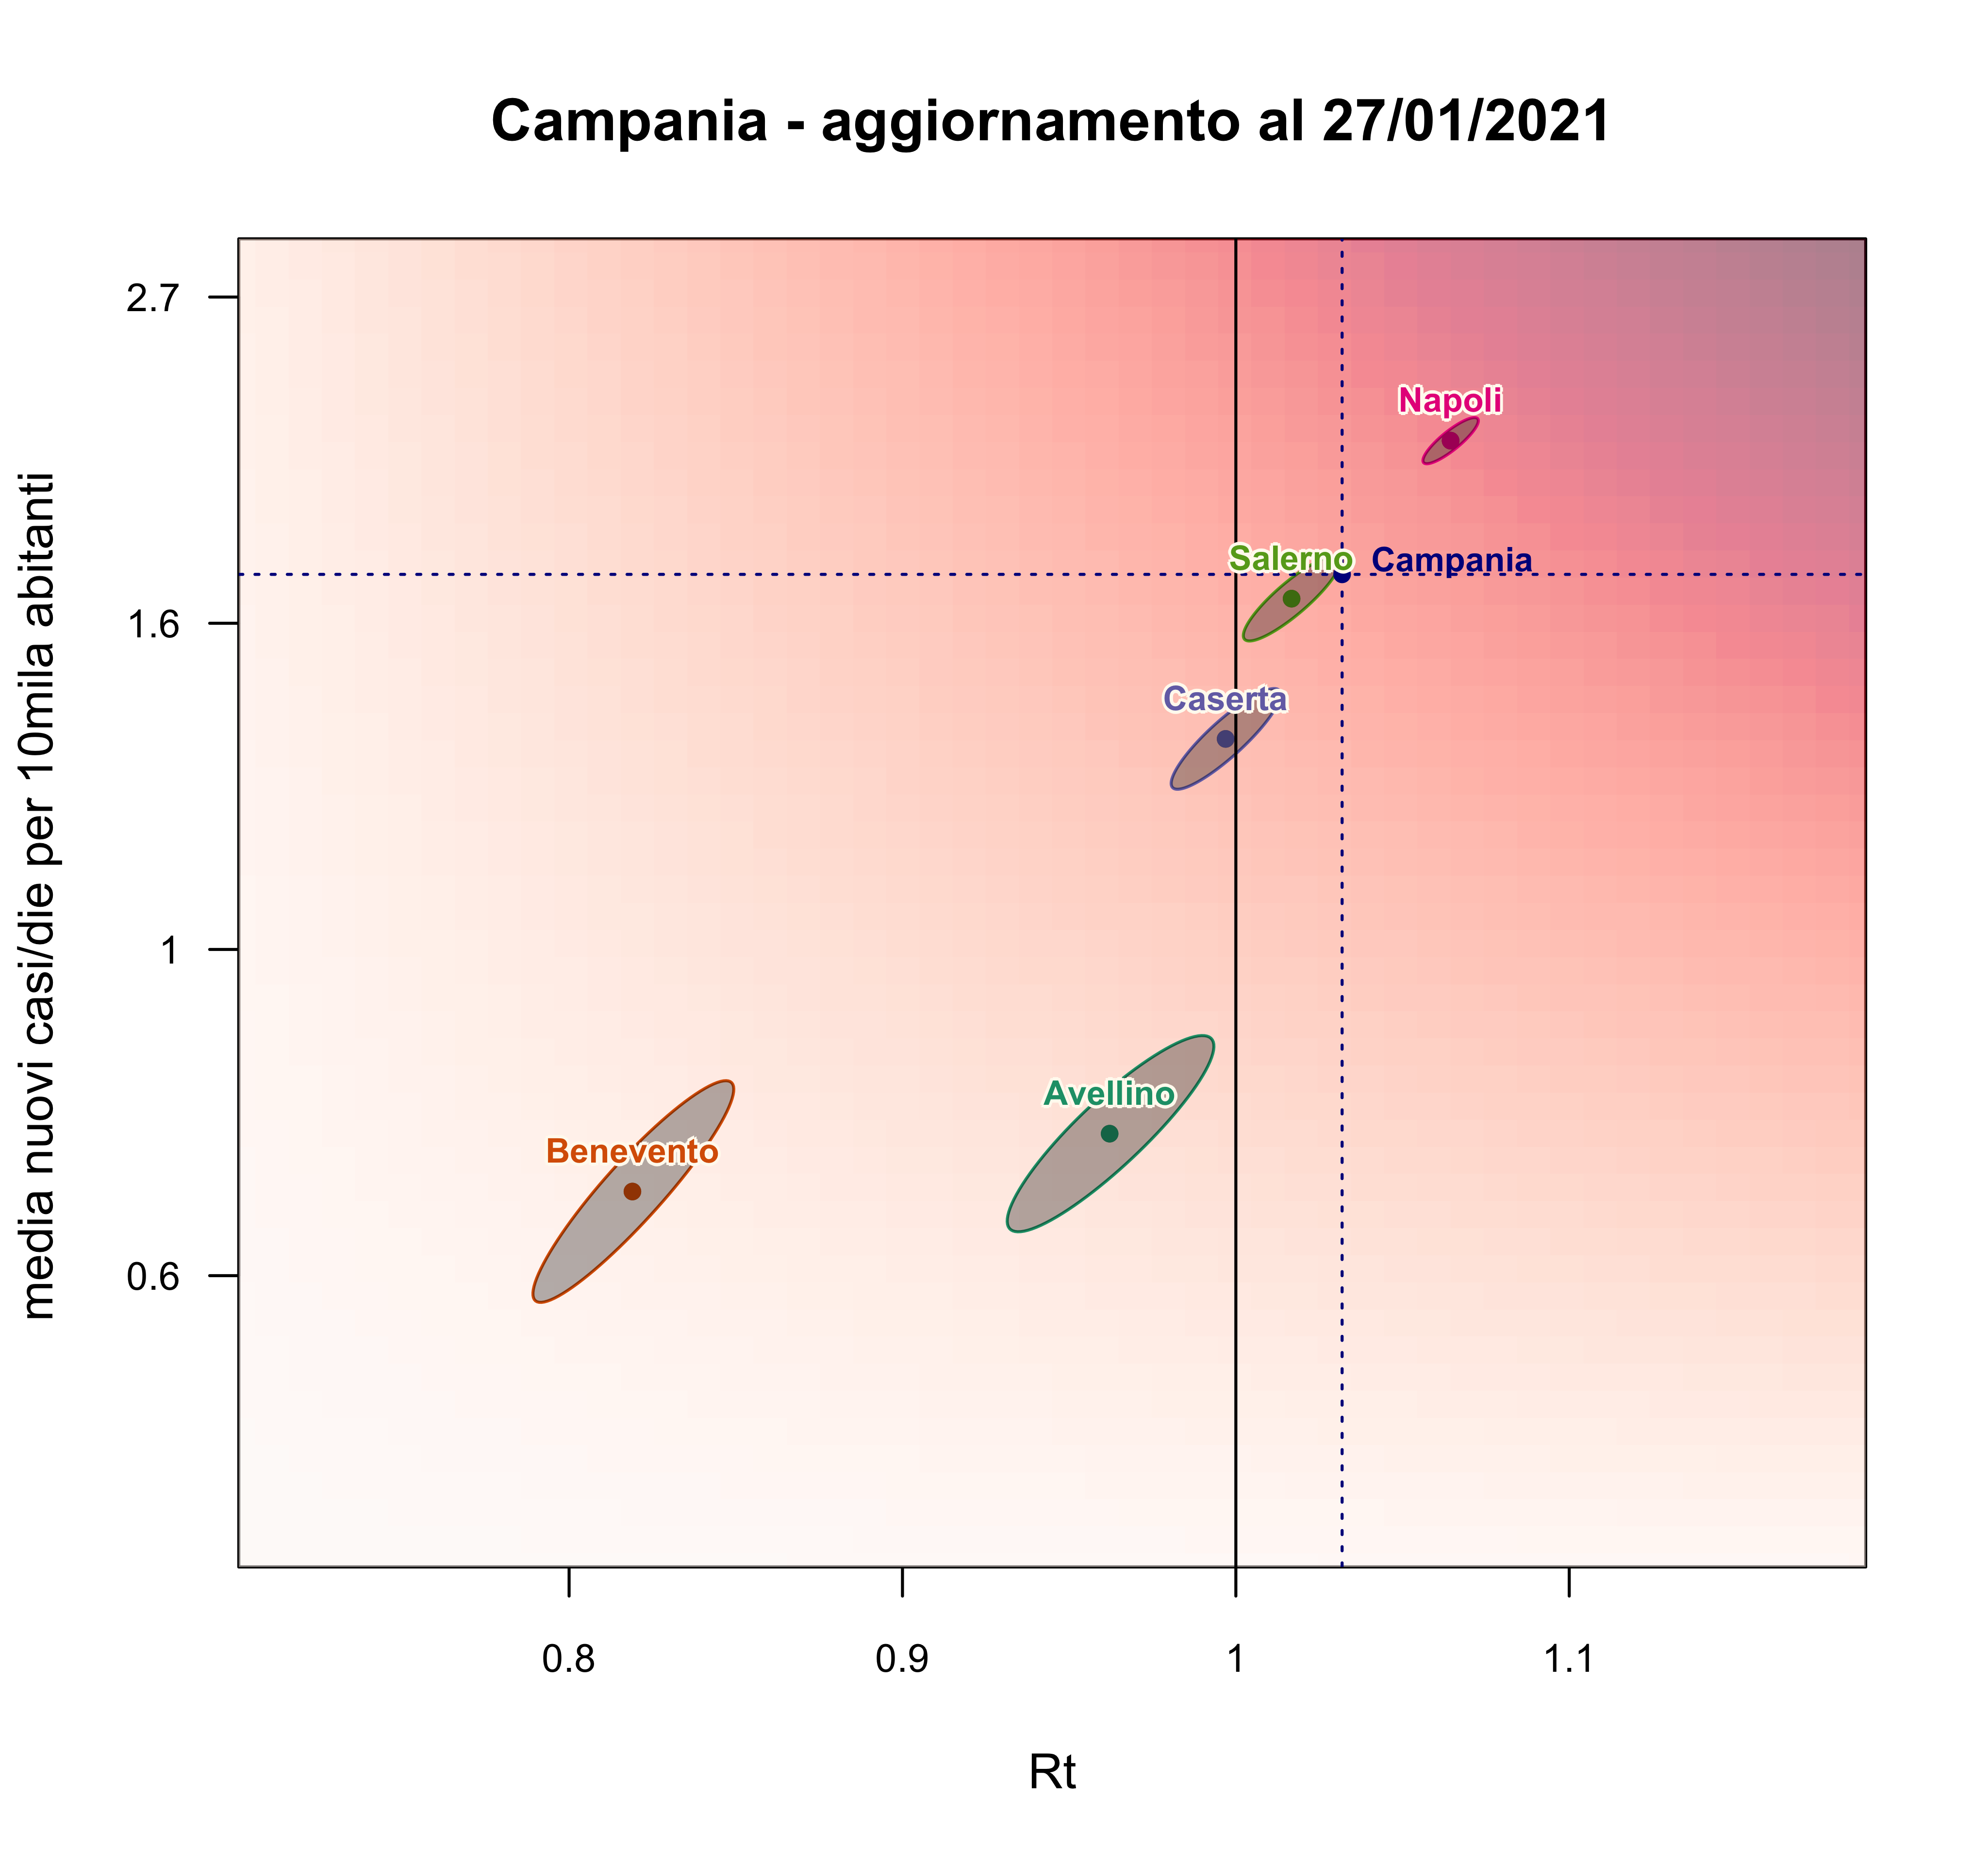 Campania - aggiornamento al 27/01/2021
media nuovi casi/die per 10mila abitanti
2.7
1.6
1
0.6
Napoli
Salerno
Campania
Caserta
Avellino
Benevento
0.8
0.9
1
1.1
Rt